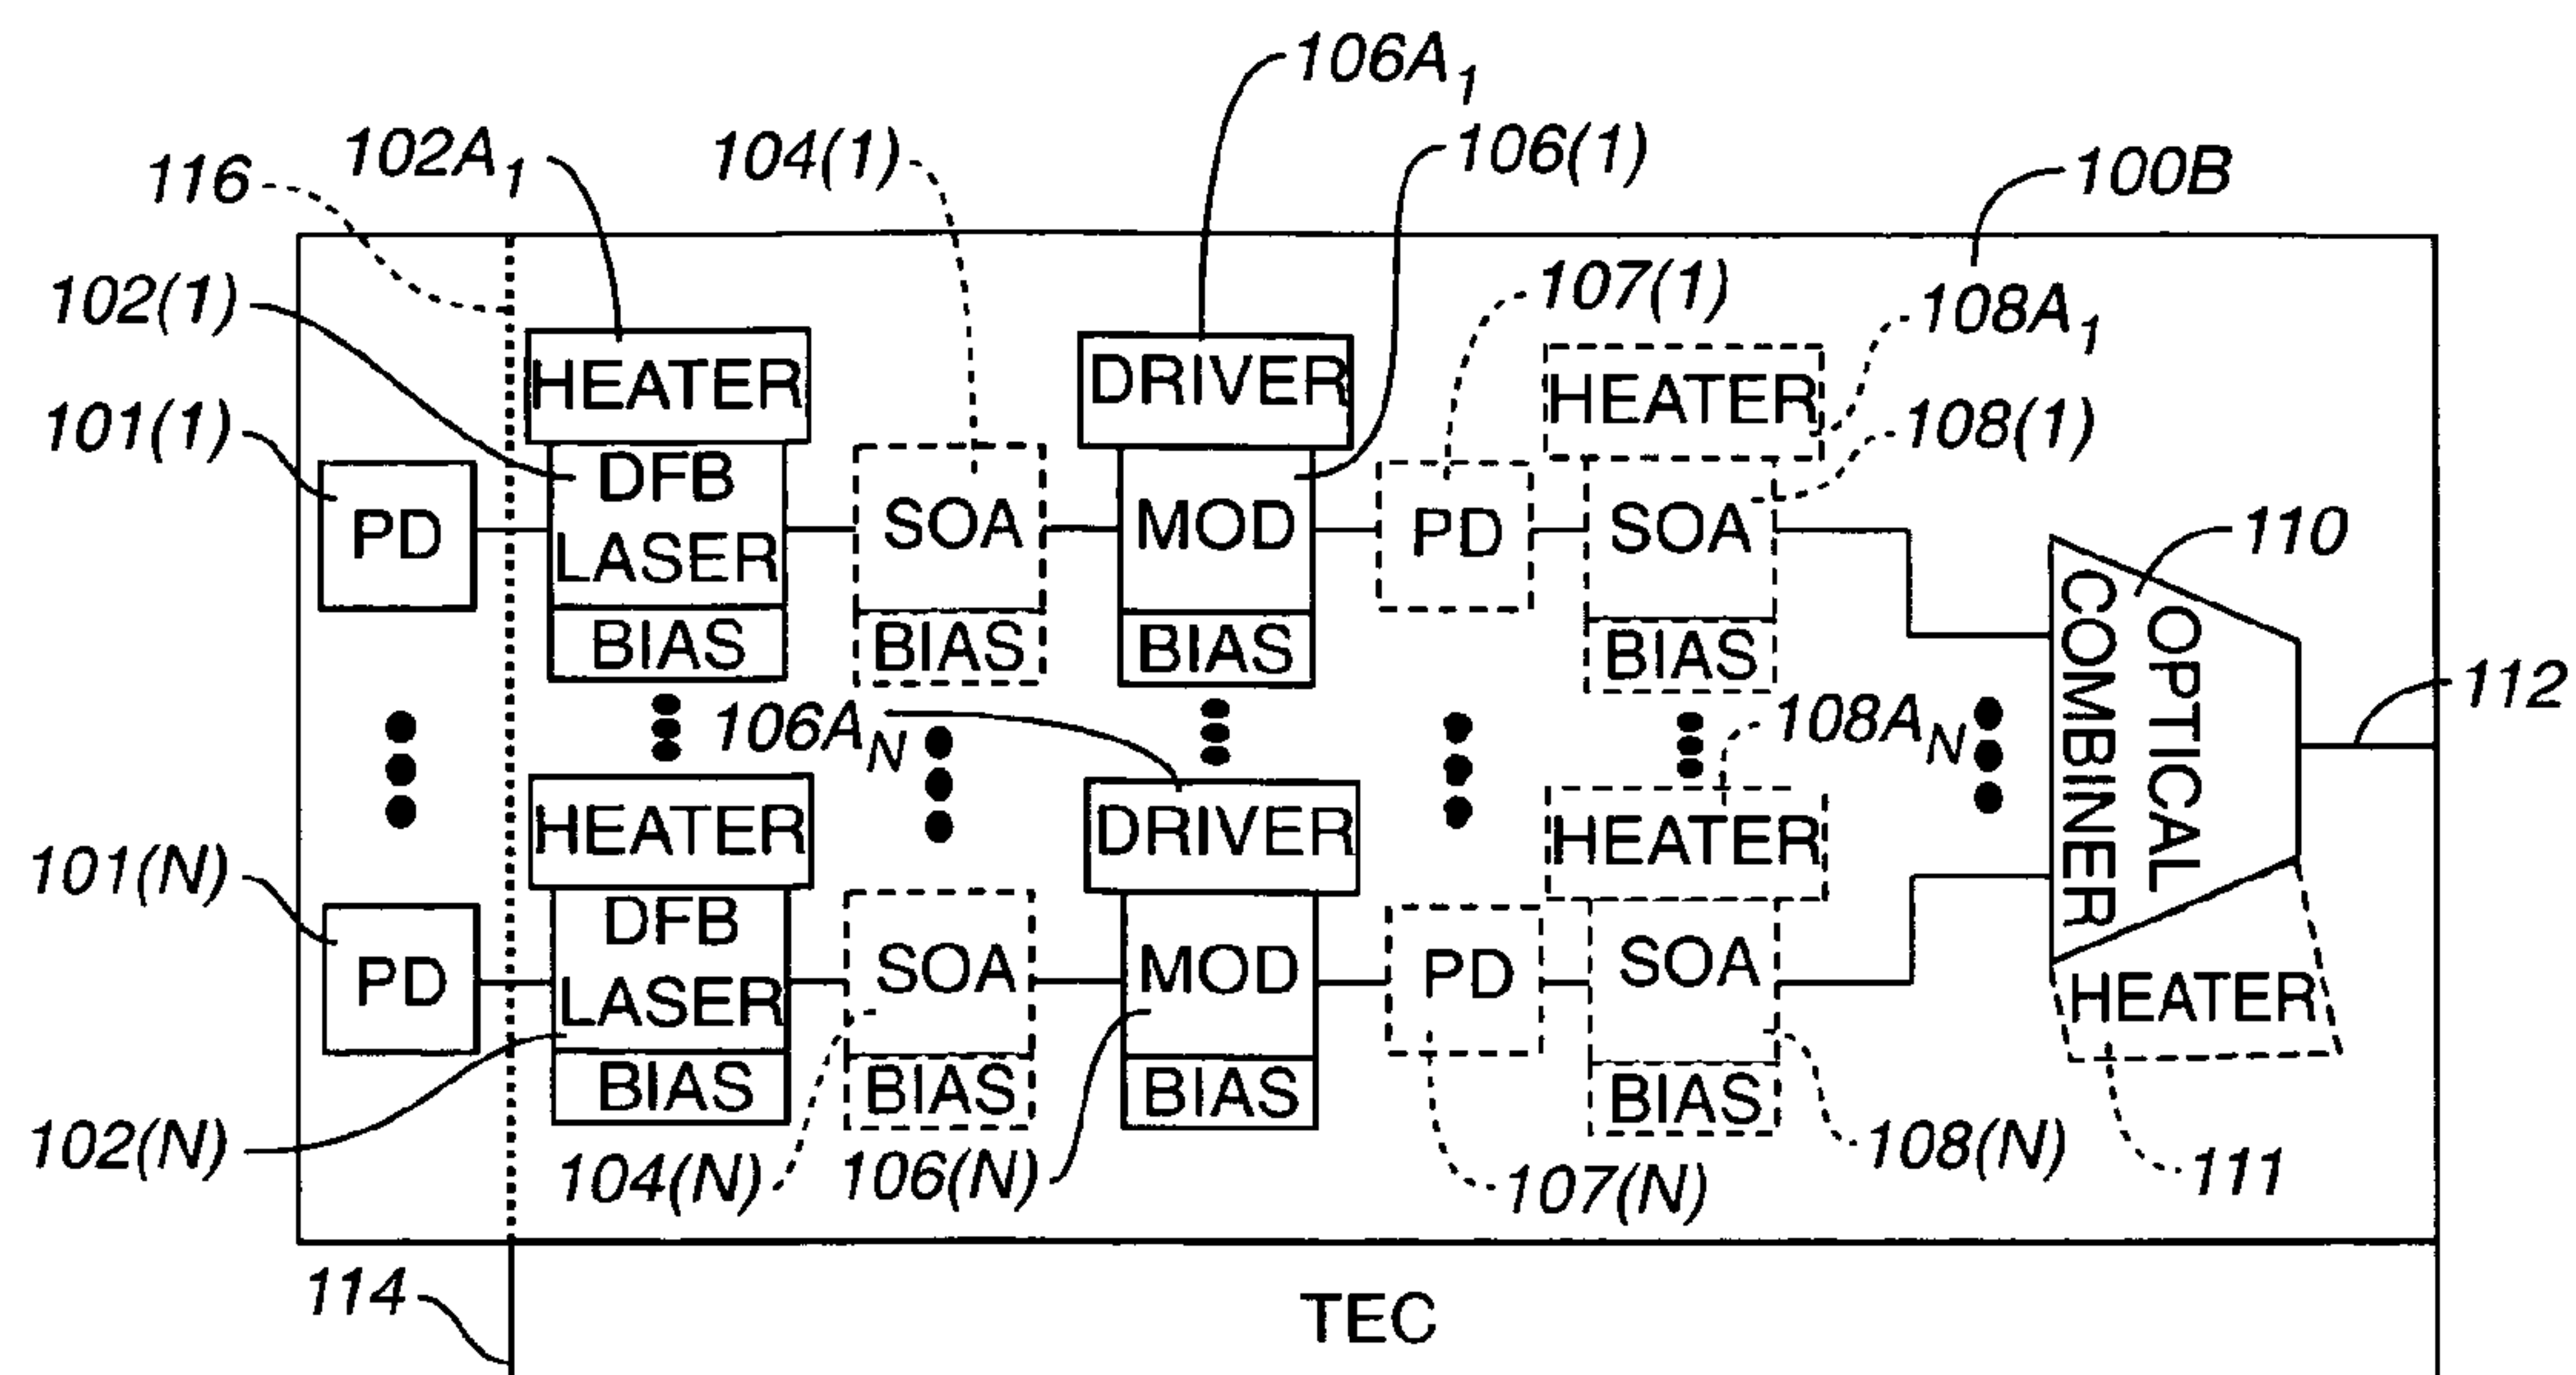 106A1
106(1)
102A1
104(1)
116
100B
107(1)
102(1)
108A1
HEATER
DRIVER
HEATER
101(1)
108(1)
DFB
LASER
PD
SOA
MOD
PD
SOA
110
OPTICAL
COMBINER
BIAS
BIAS
BIAS
BIAS
112
106AN
108AN
HEATER
DRIVER
HEATER
101(N)
DFB
LASER
PD
SOA
MOD
PD
SOA
HEATER
BIAS
BIAS
BIAS
BIAS
102(N)
104(N)
106(N)
107(N)
108(N)
111
114
TEC